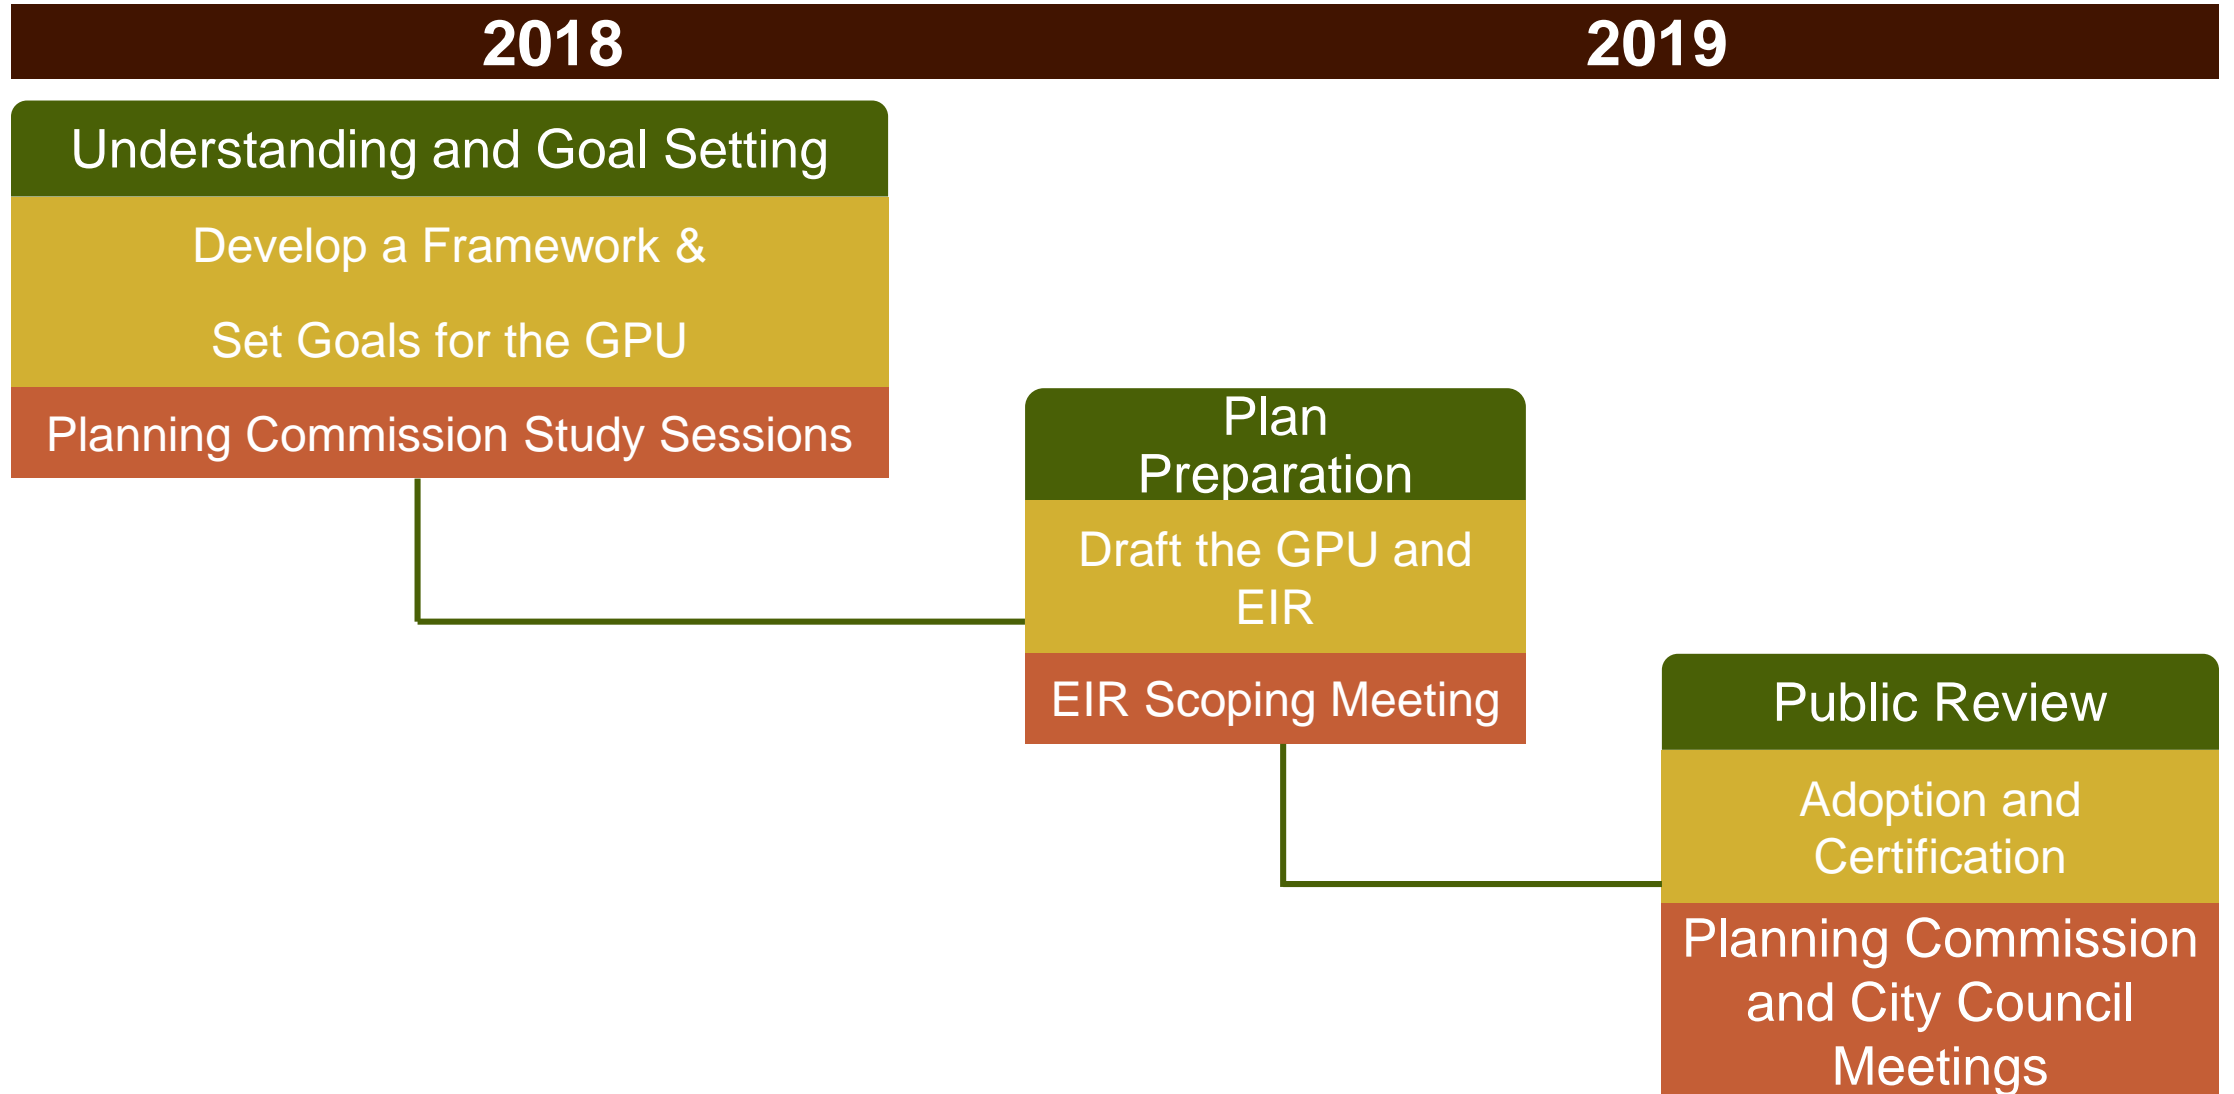 2018
2019
Understanding and Goal Setting
Develop a Framework &
Set Goals for the GPU
Planning Commission Study Sessions
Plan
Preparation
Draft the GPU and
EIR
EIR Scoping Meeting
Public Review
Adoption and
Certification
Planning Commission
and City Council
Meetings